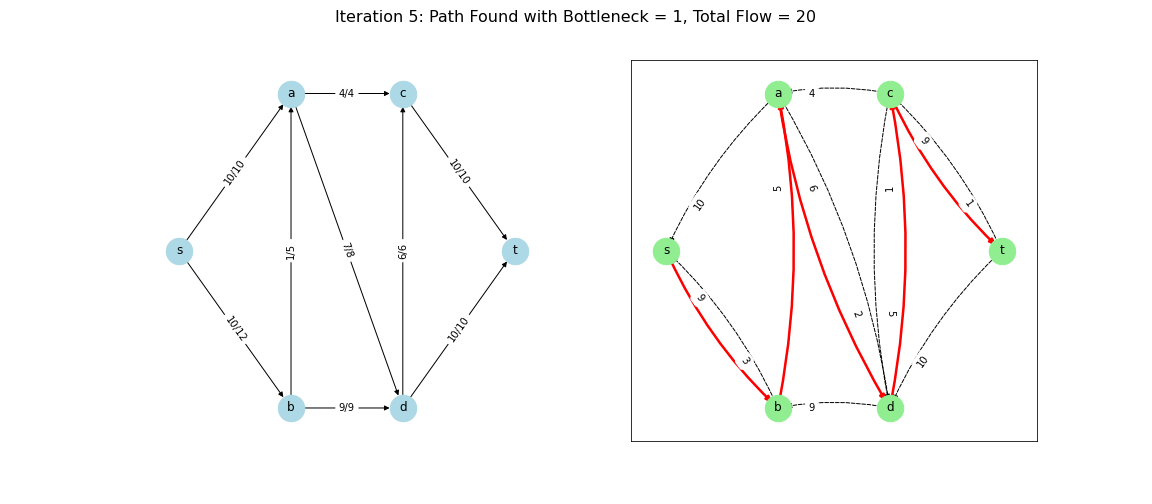 Iteration 5: Path Found with Bottleneck = 1, Total Flow = 20
a
4/4
c
10/10
10/10
s
1/5
7/8
6/6
t
10/12
10/10
b
9/9
d
a
4
c
9
5
6
1
10
1
s
t
9
2
5
3
10
b
9
d